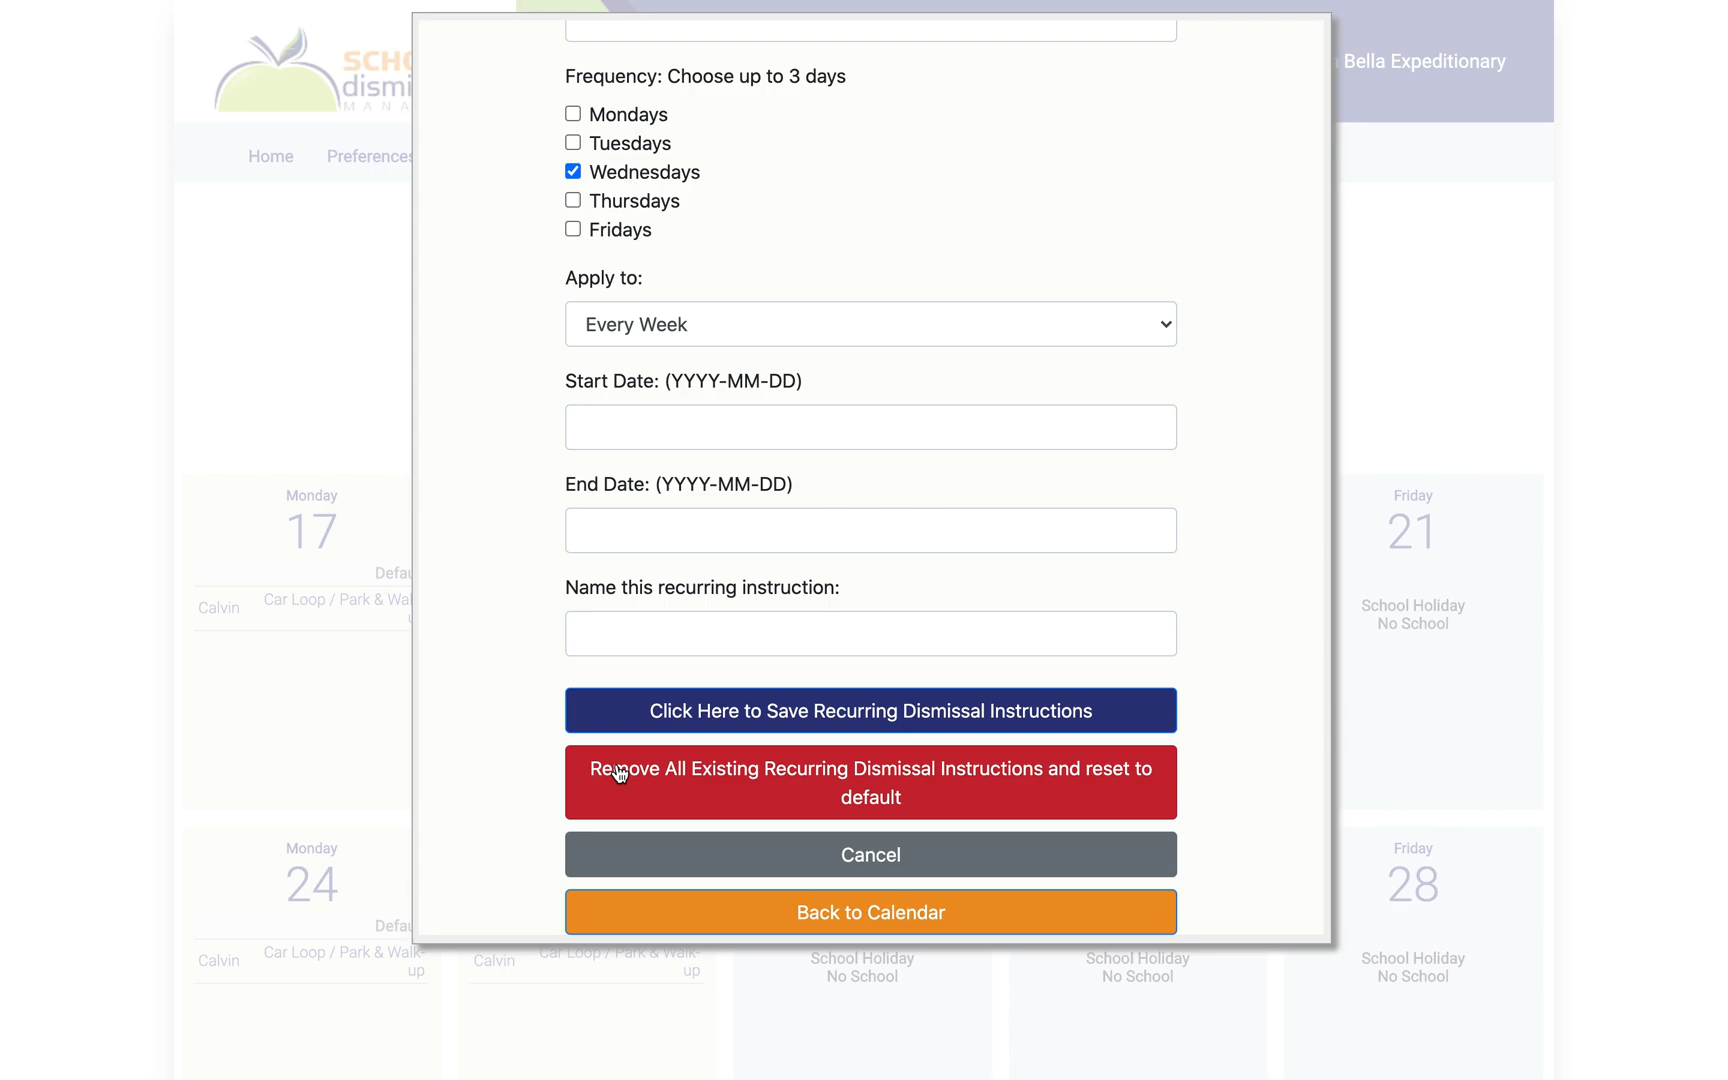 SCHO
dismi
M A N A
Bella Expeditionary
Home
Preferences
Frequency: Choose up to 3 days
Mondays
Tuesdays
Wednesdays
Thursdays
Fridays
Apply to:
Every Week
Start Date: (YYYY-MM-DD)
End Date: (YYYY-MM-DD)
Name this recurring instruction:
Click Here to Save Recurring Dismissal Instructions
Remove All Existing Recurring Dismissal Instructions and reset to
default
Cancel
Back to Calendar
Monday
17
Defau
Calvin
Car Loop / Park & Wal
Friday
21
School Holiday
No School
Monday
24
Defau
Calvin
Car Loop / Park & Walk-
up
Calvin
Car Loop / Park & Walk-
up
School Holiday
No School
School Holiday
No School
Friday
28
School Holiday
No School